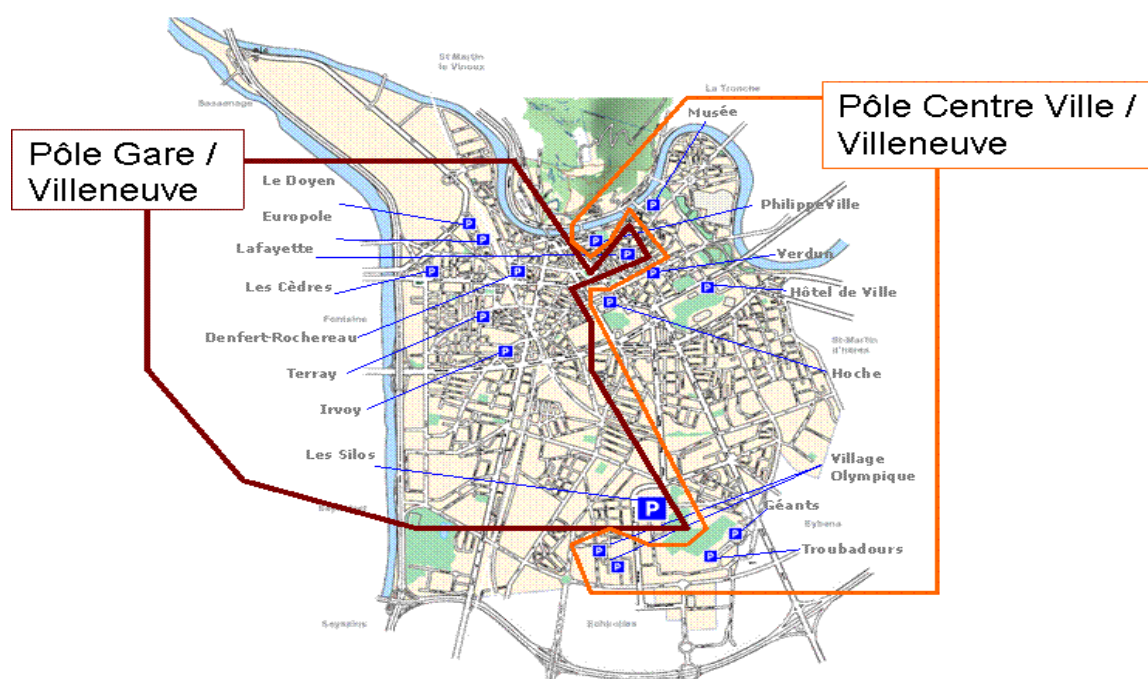 St-Martin
le Vinoux
La Tronche
Sassenage
Musée
Pôle Centre Ville /
Villeneuve
Pôle Gare /
Villeneuve
Le Doyen
Europole
PhilippeVille
Lafayette
Verdun
Les Cèdres
Hôtel de Ville
Fontaine
Denfert-Rochereau
St-Martin
d'Hères
Terray
Hoche
Irvoy
Les Silos
Village
Olympique
P
Géants
Eybens
Troubadours
Seyssins
Echirolles